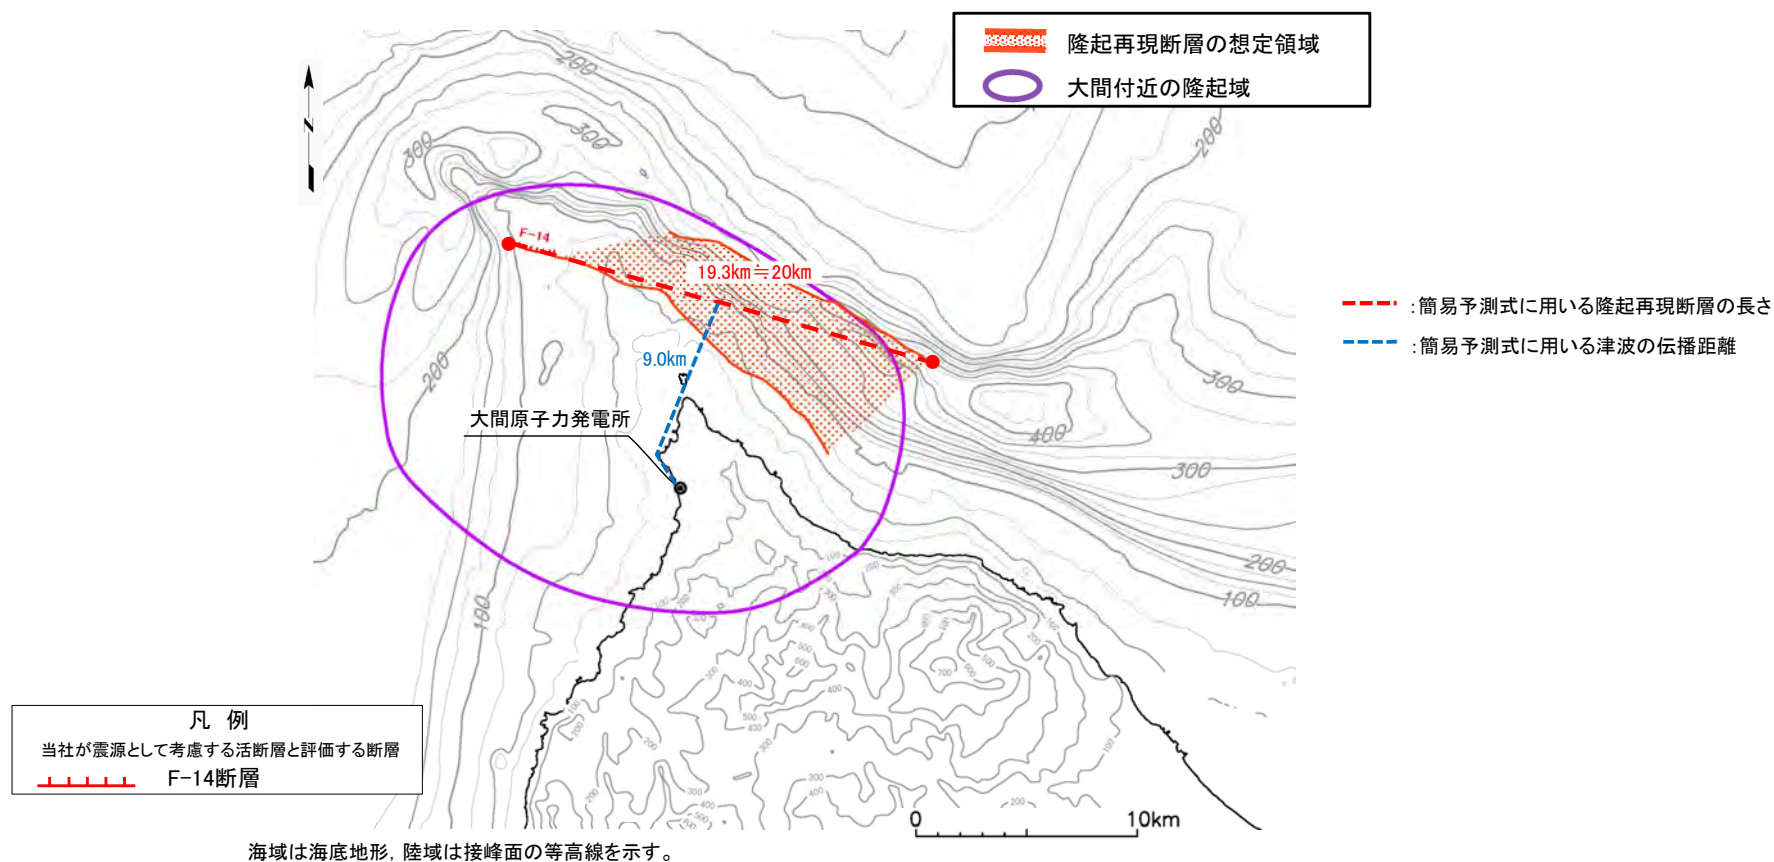 隆起再現断層の想定領域
大間付近の隆起域
N
200
300
300
200
F-14
19.3km≒20km
9.0km
:簡易予測式に用いる隆起再現断層の長さ
:簡易予測式に用いる津波の伝播距離
200
300
400
300
大間原子力発電所
200
100
100
凡 例
当社が震源として考慮する活断層と評価する断層
F-14断層
0
10km
海域は海底地形，陸域は接峰面の等高線を示す。